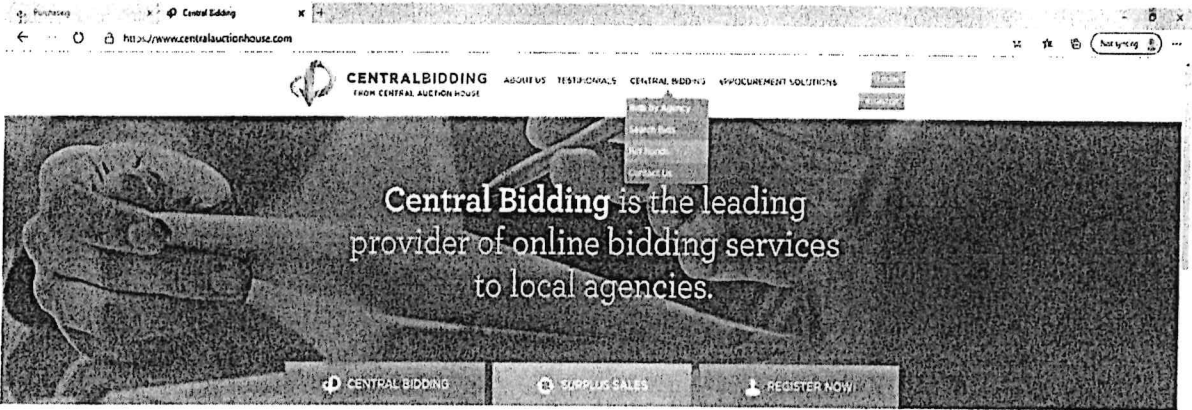 Purchasing
Central Bidding
https://www.centralauctionhouse.com
Not syncing
CENTRALBIDDING
FROM CENTRAL AUCTION HOUSE
ABOUT US TESTIMONIALS CENTRAL BIDDING EPROCUREMENT SOLUTIONS
Bids by Agency
Search Bids
Contact Us
Central Bidding is the leading
provider of online bidding services
to local agencies.
CENTRAL BIDDING
SURPLUS SALES
REGISTER NOW